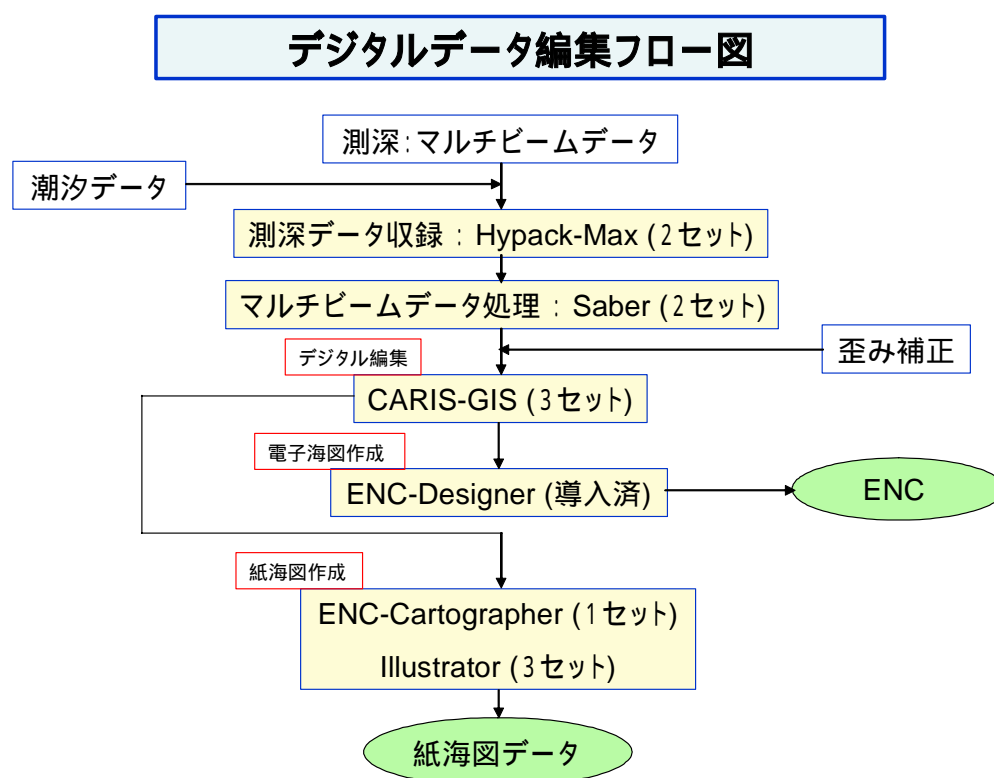 デジタルデータ編集フロー図
測深：マルチビームデータ
潮汐データ
測深データ収録 : Hypack-Max (2セット)
マルチビームデータ処理 : Saber (2セット)
歪み補正
デジタル編集
CARIS-GIS (3セット)
電子海図作成
ENC-Designer (導入済)
ENC
紙海図作成
ENC-Cartographer (1セット)
Illustrator (3セット)
紙海図データ